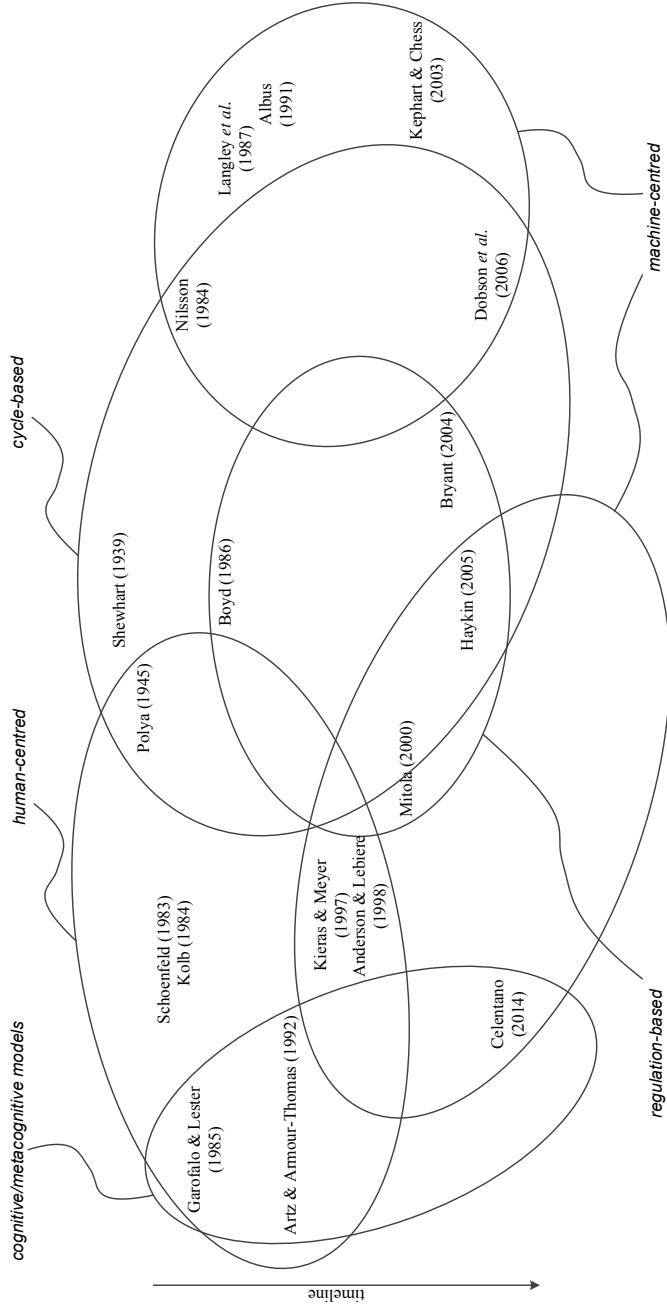 cognitive/metacognitive models
human-centred
cycle-based
Garofalo & Lester
(1985)
Artz & Armour-Thomas (1992)
Schoenfeld (1983)
Kolb (1984)
Polya (1945)
Shewhart (1939)
Boyd (1986)
Nilsson
(1984)
Langley et al.
(1987)
Albus
(1991)
Kieras & Meyer
(1997)
Anderson & Lebiere
(1998)
Mitola (2000)
Haykin (2005)
Bryant (2004)
Dobson et al.
(2006)
Kephart & Chess
(2003)
Celentano
(2014)
timeline
regulation-based
machine-centred